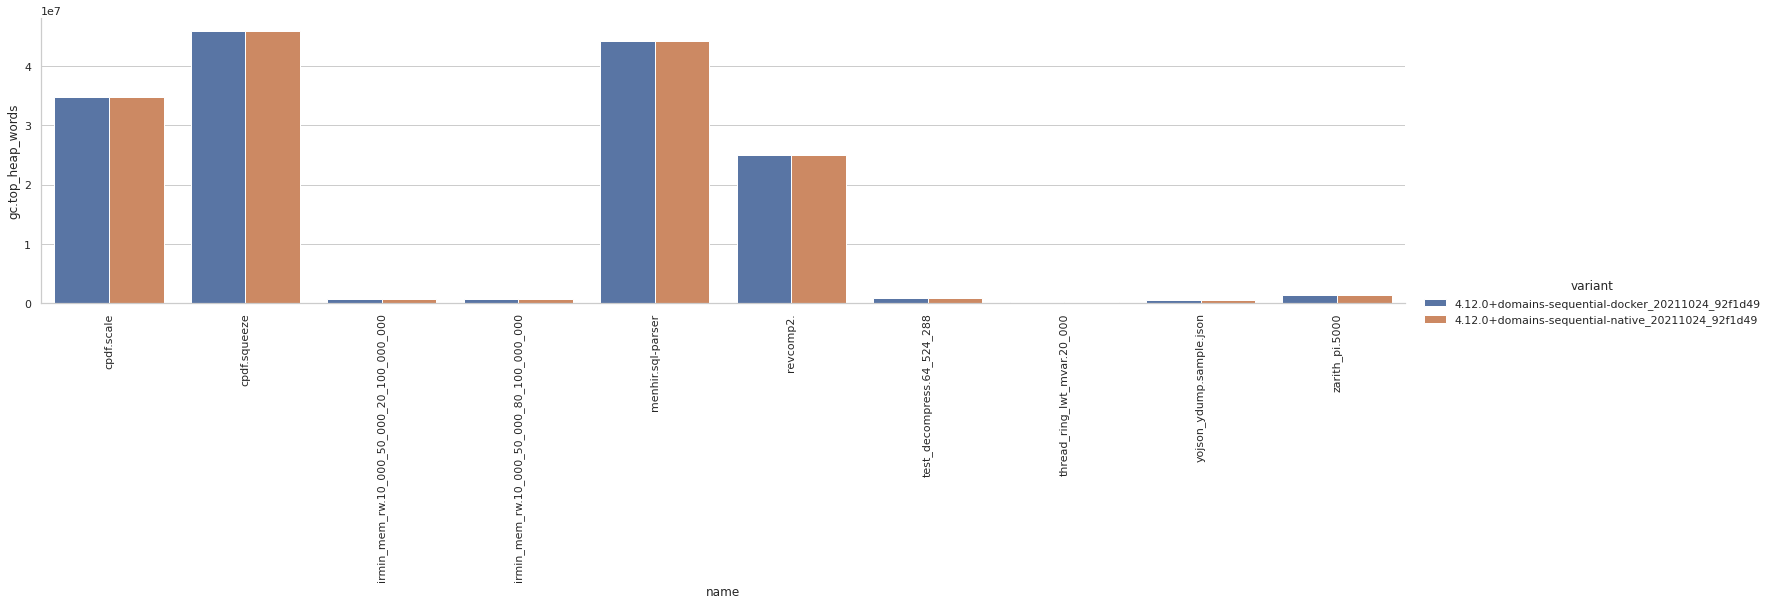 1e7
4
3
2
1
0
gc.top_heap_words
cpdf.scale
cpdf.squeeze
irmin_mem_rw.10_000_50_000_20_100_000_000
irmin_mem_rw.10_000_50_000_80_100_000_000
menhir.sql-parser
revcomp2.
test_decompress.64_524_288
thread_ring_lwt_mvar.20_000
yojson_ydump.sample.json
zarith_pi.5000
name
variant
4.12.0+domains-sequential-docker_20211024_92f1d49
4.12.0+domains-sequential-native_20211024_92f1d49